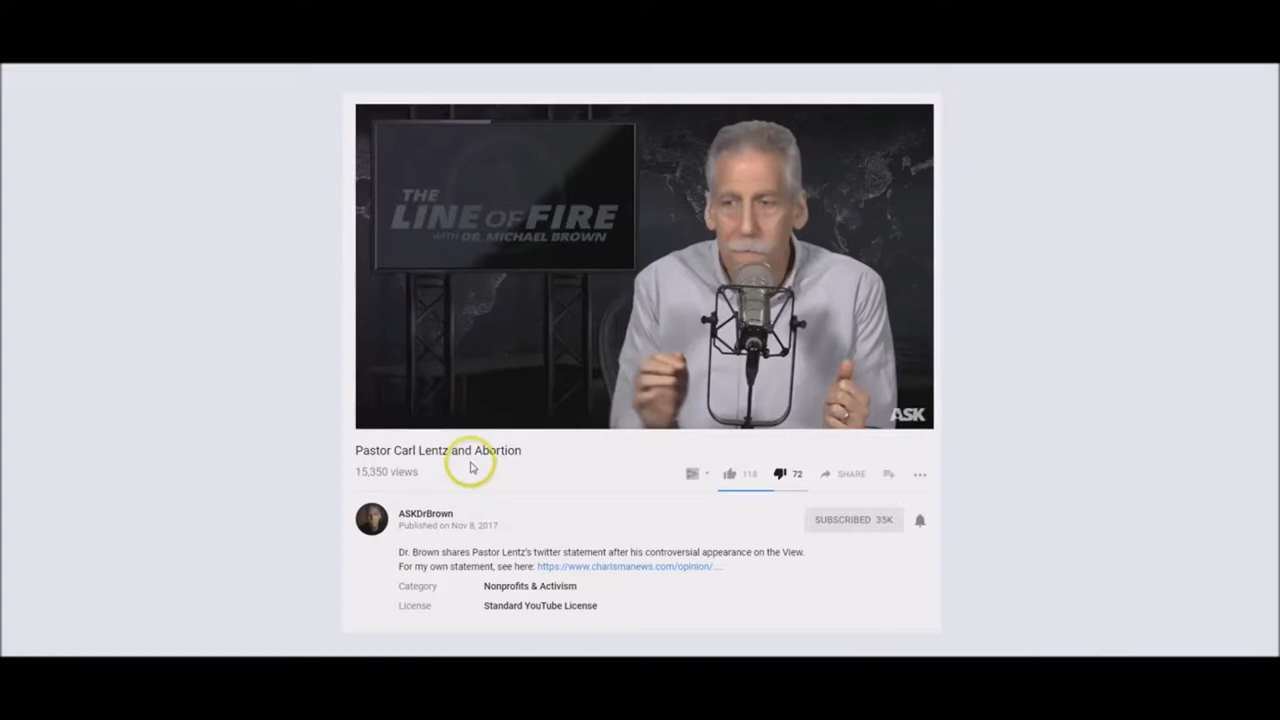 THE
LINE OF FIRE
WITH DR. MICHAEL BROWN
ASK
Pastor Carl Lentz and Abortion
15,350 views
118
72
SHARE
ASKDrBrown
Published on Nov 8, 2017
SUBSCRIBED 35K
Dr. Brown shares Pastor Lentz's twitter statement after his controversial appearance on the View.
For my own statement, see here: https://www.charismanews.com/opinion/....
Category Nonprofits & Activism
License Standard YouTube License